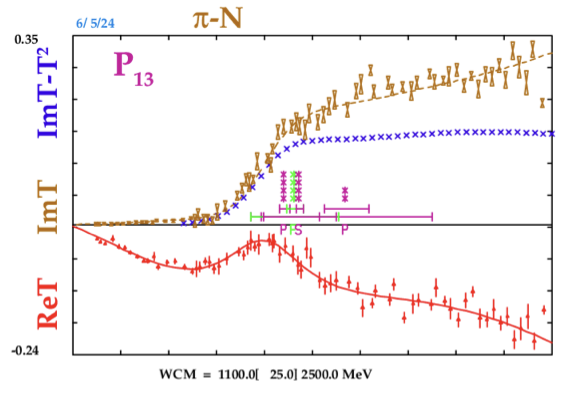 6/ 5/24
π-N
0.35
P13
ImT-T²
ImT
ReT
P
S
P
-0.24
WCM = 1100.0[ 25.0] 2500.0 MeV